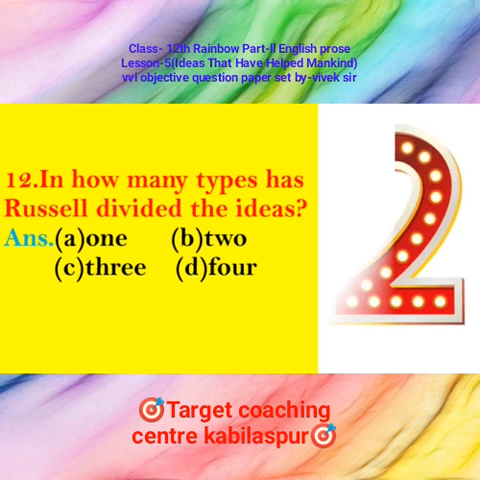 Class- 12th Rainbow Part-II English prose
Lesson-5(Ideas That Have Helped Mankind)
vvi objective question paper set by-vivek sir
12.In how many types has
Russell divided the ideas?
Ans.(a)one (b)two
(c)three (d)four
2
🎯Target coaching
centre kabilaspur🎯